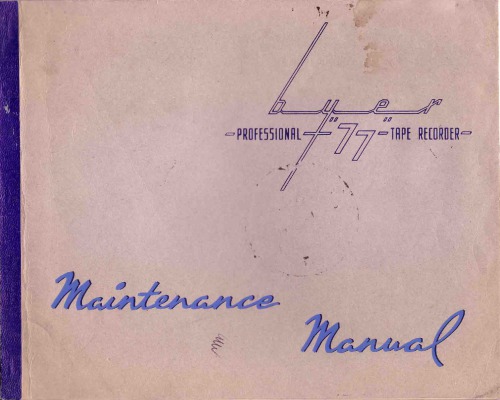 byer
-PROFESSIONAL "77" TAPE RECORDER-
Maintenance
Manual